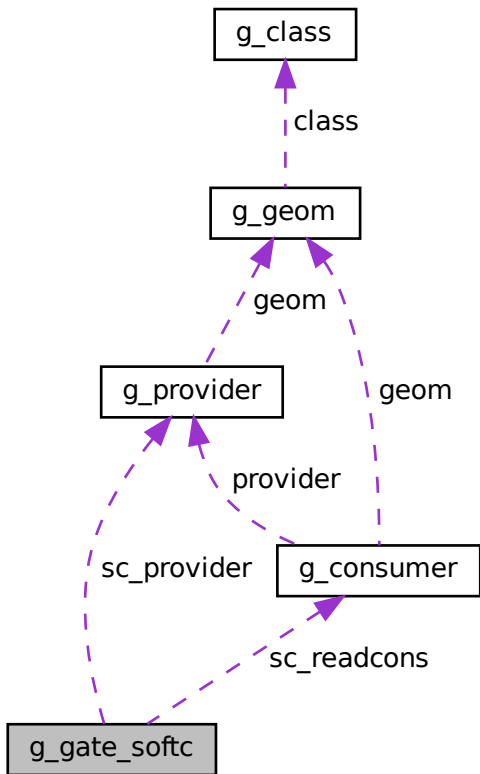 g_class
class
g_geom
geom
g_provider
geom
provider
g_consumer
sc_provider
sc_readcons
g_gate_softc